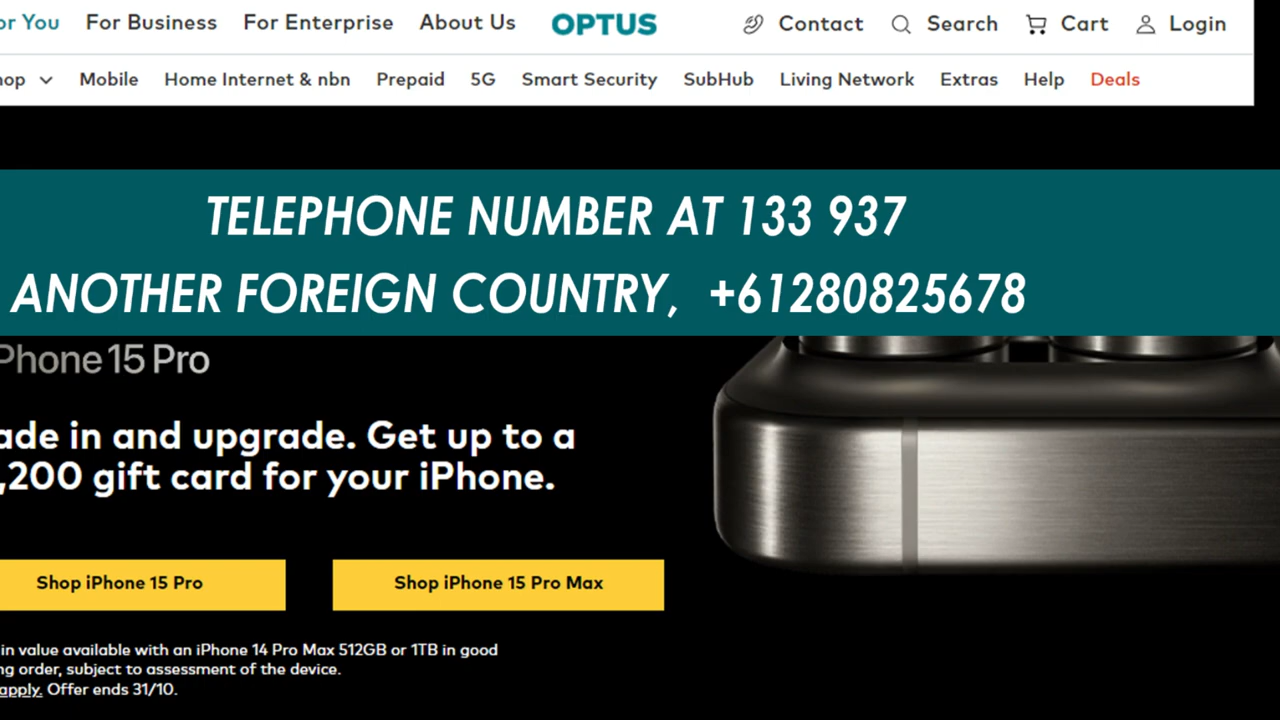 or You For Business For Enterprise About Us OPTUS Contact Search Cart Login
hop Mobile Home Internet & nbn Prepaid 5G Smart Security SubHub Living Network Extras Help Deals
TELEPHONE NUMBER AT 133 937
ANOTHER FOREIGN COUNTRY, +61280825678
Phone 15 Pro
ade in and upgrade. Get up to a
,200 gift card for your iPhone.
Shop iPhone 15 Pro Shop iPhone 15 Pro Max
in value available with an iPhone 14 Pro Max 512GB or 1TB in good
ng order, subject to assessment of the device.
apply. Offer ends 31/10.